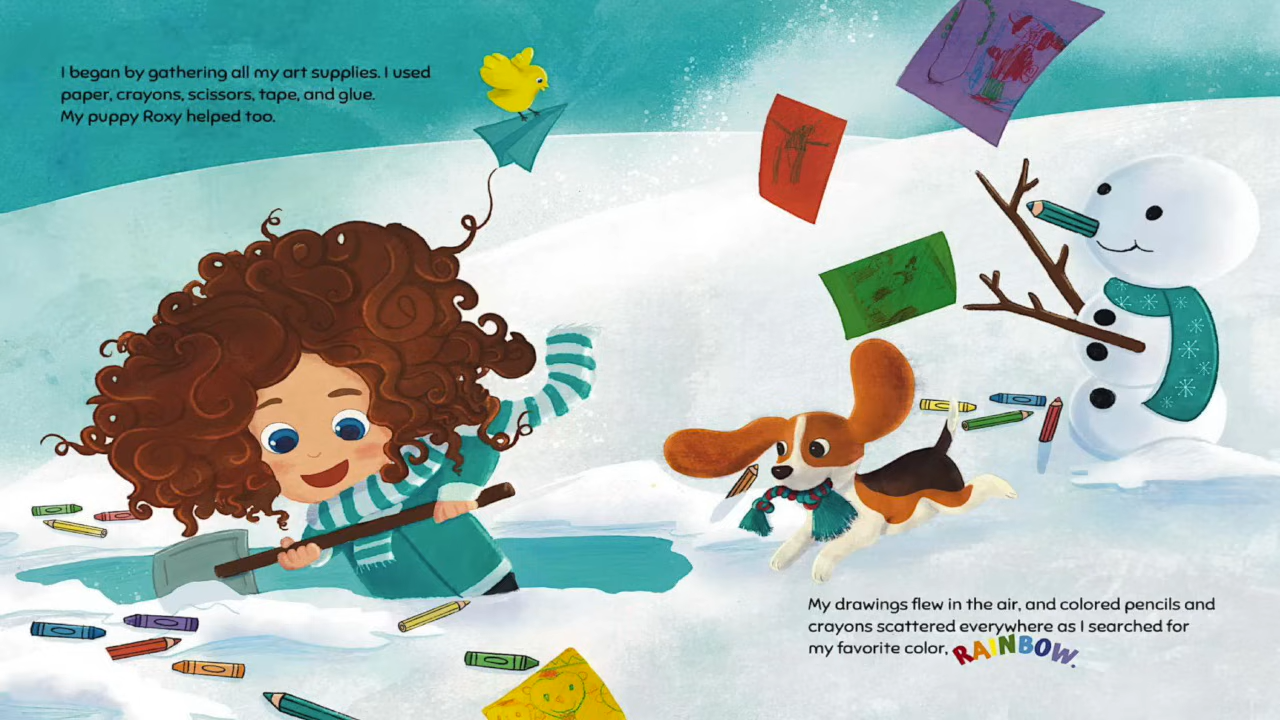 I began by gathering all my art supplies. I used
paper, crayons, scissors, tape, and glue.
My puppy Roxy helped too.
My drawings flew in the air, and colored pencils and
crayons scattered everywhere as I searched for
my favorite color, RAINBOW.